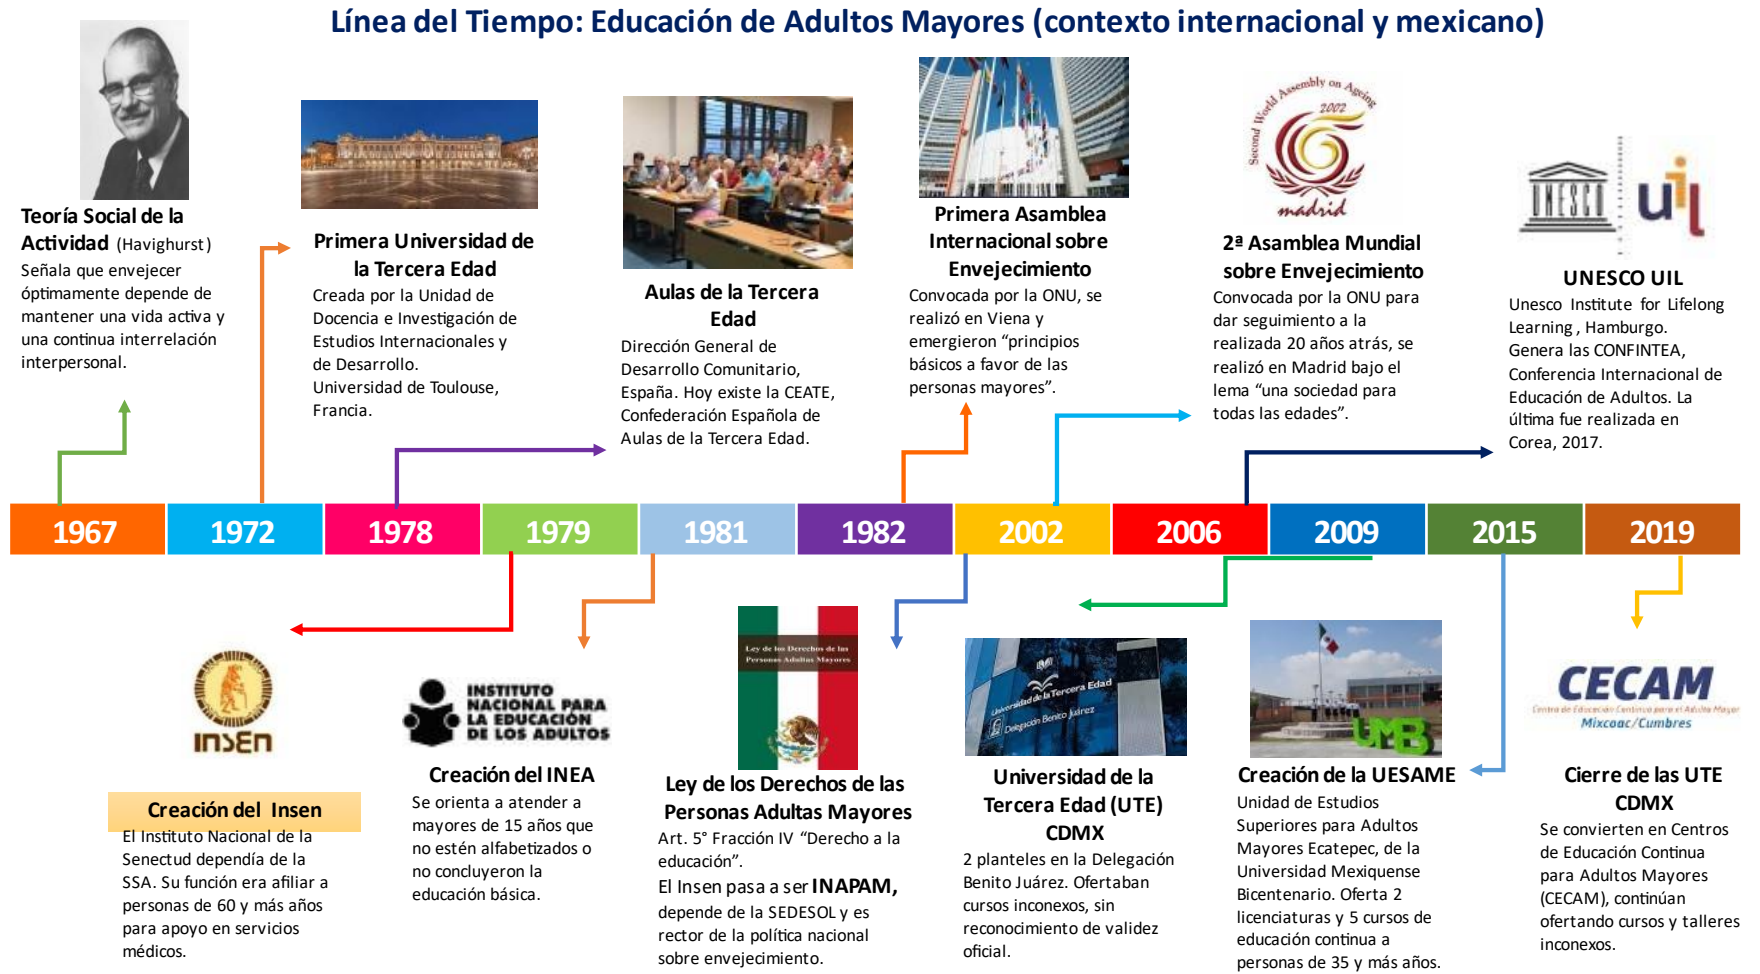 Línea del Tiempo: Educación de Adultos Mayores (contexto internacional y mexicano)
Teoría Social de la
Actividad (Havighurst)
Señala que envejecer
óptimamente depende de
mantener una vida activa y
una continua interrelación
interpersonal.
Primera Universidad de
la Tercera Edad
Creada por la Unidad de
Docencia e Investigación de
Estudios Internacionales y
de Desarrollo.
Universidad de Toulouse,
Francia.
Aulas de la Tercera
Edad
Dirección General de
Desarrollo Comunitario,
España. Hoy existe la CEATE,
Confederación Española de
Aulas de la Tercera Edad.
Primera Asamblea
Internacional sobre
Envejecimiento
Convocada por la ONU, se
realizó en Viena y
emergieron “principios
básicos a favor de las
personas mayores”.
Second World Assembly on Ageing
2002
madrid
2ª Asamblea Mundial
sobre Envejecimiento
Convocada por la ONU para
dar seguimiento a la
realizada 20 años atrás, se
realizó en Madrid bajo el
lema “una sociedad para
todas las edades”.
UNESCO
uil
UNESCO UIL
Unesco Institute for Lifelong
Learning , Hamburgo.
Genera las CONFINTEA,
Conferencia Internacional de
Educación de Adultos. La
última fue realizada en
Corea, 2017.
1967
1972
1978
1979
1981
1982
2002
2006
2009
2015
2019
INSEN
Creación del Insen
El Instituto Nacional de la
Senectud dependía de la
SSA. Su función era afiliar a
personas de 60 y más años
para apoyo en servicios
médicos.
INSTITUTO
NACIONAL PARA
LA EDUCACIÓN
DE LOS ADULTOS
Creación del INEA
Se orienta a atender a
mayores de 15 años que
no estén alfabetizados o
no concluyeron la
educación básica.
Ley de los Derechos de las
Personas Adultas Mayores
Ley de los Derechos de las
Personas Adultas Mayores
Art. 5° Fracción IV “Derecho a la
educación”.
El Insen pasa a ser INAPAM,
depende de la SEDESOL y es
rector de la política nacional
sobre envejecimiento.
Universidad de la Tercera Edad
Delegación Benito Juárez
Universidad de la
Tercera Edad (UTE)
CDMX
2 planteles en la Delegación
Benito Juárez. Ofertaban
cursos inconexos, sin
reconocimiento de validez
oficial.
UMB
Creación de la UESAME
Unidad de Estudios
Superiores para Adultos
Mayores Ecatepec, de la
Universidad Mexiquense
Bicentenario. Oferta 2
licenciaturas y 5 cursos de
educación continua a
personas de 35 y más años.
CECAM
Centro de Educación Continua para el Adulto Mayor
Mixcoac/Cumbres
Cierre de las UTE
CDMX
Se convierten en Centros
de Educación Continua
para Adultos Mayores
(CECAM), continúan
ofertando cursos y talleres
inconexos.